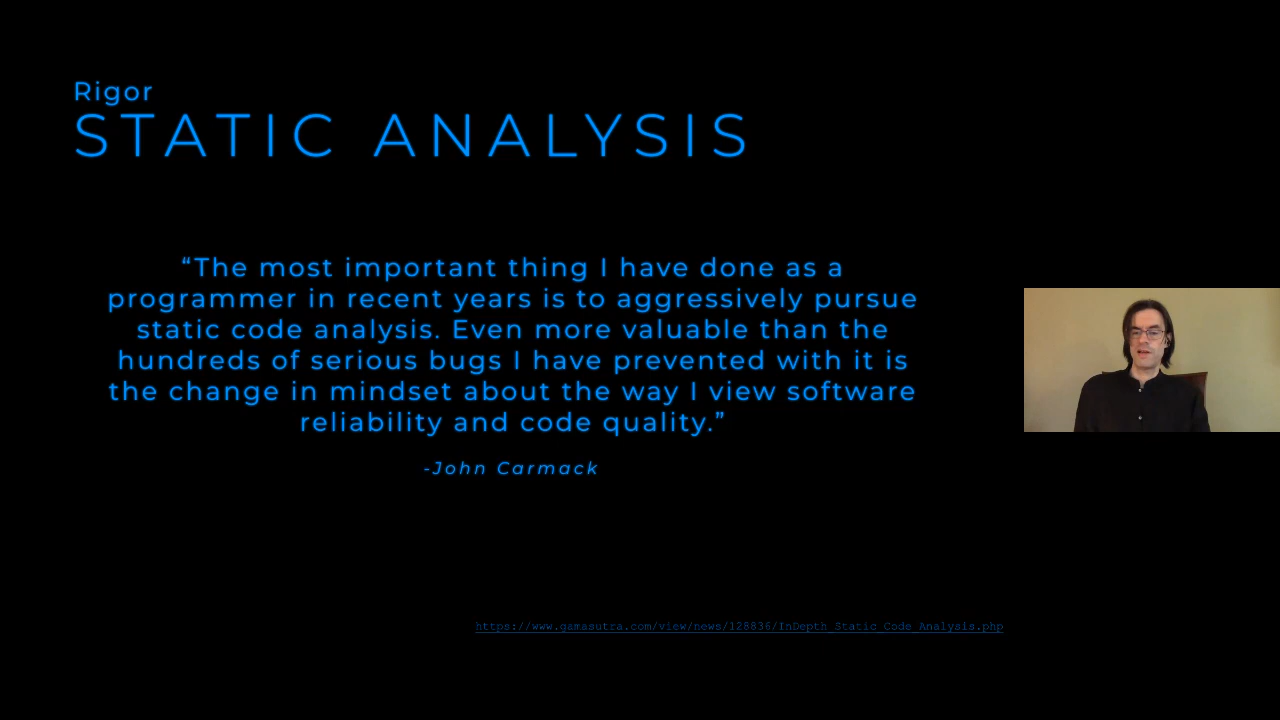 Rigor
STATIC ANALYSIS
“The most important thing I have done as a
programmer in recent years is to aggressively pursue
static code analysis. Even more valuable than the
hundreds of serious bugs I have prevented with it is
the change in mindset about the way I view software
reliability and code quality.”
-John Carmack
https://www.gamasutra.com/view/news/128836/InDepth_Static_Code_Analysis.php